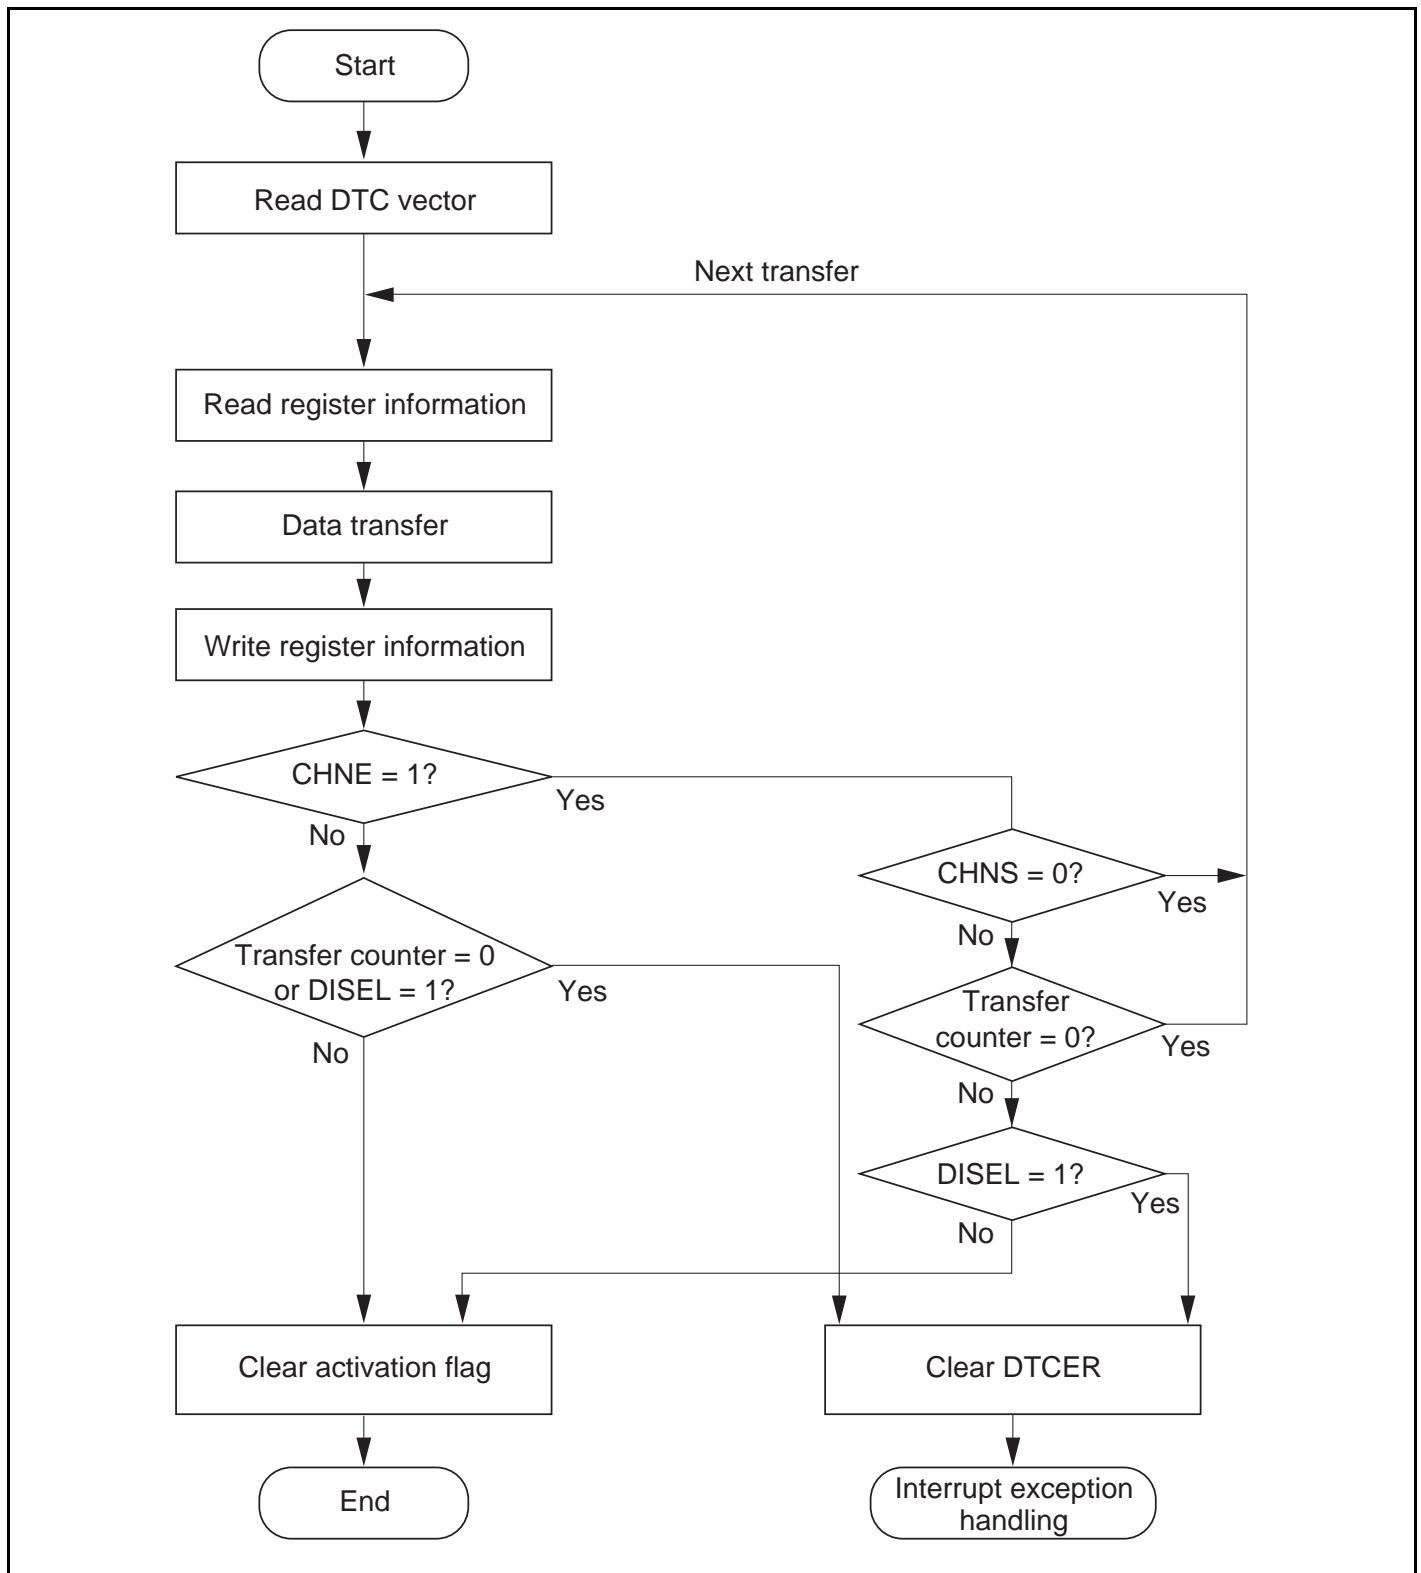 Start
Read DTC vector
Next transfer
Read register information
Data transfer
Write register information
CHNE = 1?
Yes
No
CHNS = 0?
Yes
No
Transfer counter = 0
or DISEL = 1?
Yes
No
Transfer
counter = 0?
Yes
No
DISEL = 1?
Yes
No
Clear activation flag
Clear DTCER
End
Interrupt exception
handling